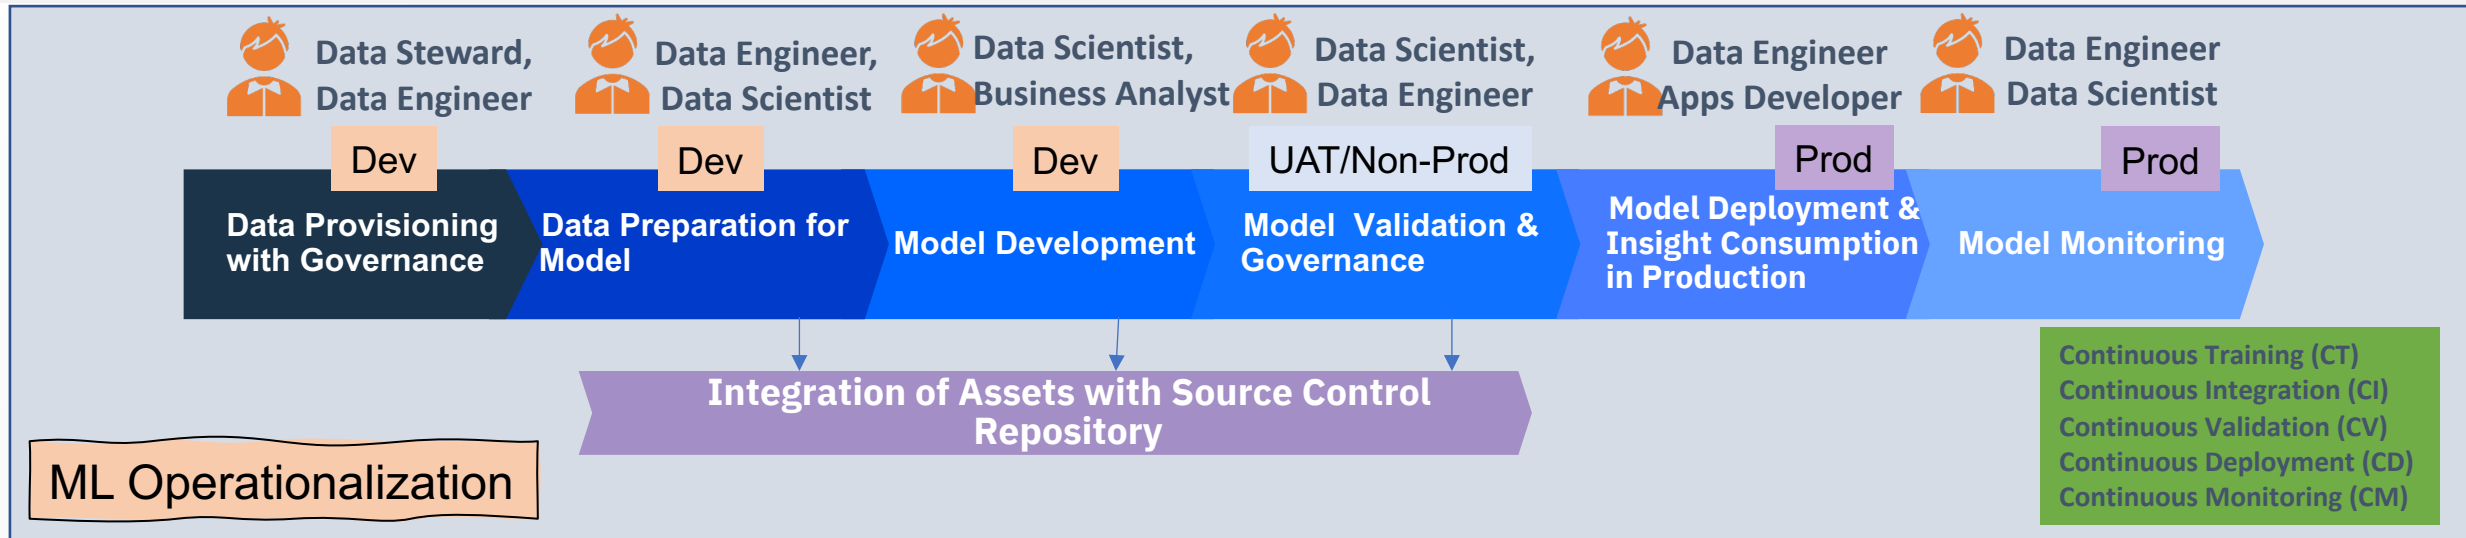 Data Steward,
Data Engineer
Data Engineer,
Data Scientist
Data Scientist,
Business Analyst
Data Scientist,
Data Engineer
Data Engineer
Apps Developer
Data Engineer
Data Scientist
Dev
Dev
Dev
UAT/Non-Prod
Prod
Prod
Data Provisioning
with Governance
Data Preparation for
Model
Model Development
Model Validation &
Governance
Model Deployment &
Insight Consumption
in Production
Model Monitoring
Integration of Assets with Source Control
Repository
Continuous Training (CT)
Continuous Integration (CI)
Continuous Validation (CV)
Continuous Deployment (CD)
Continuous Monitoring (CM)
ML Operationalization